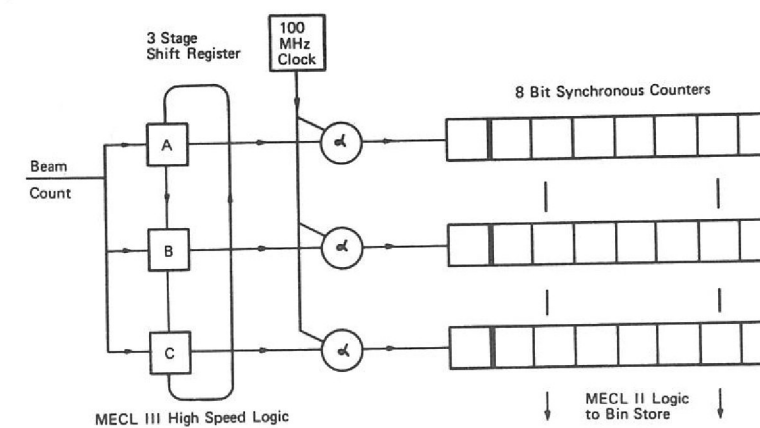 3 Stage
Shift Register
100
MHz
Clock
8 Bit Synchronous Counters
Beam
Count
A
α
B
α
C
α
MECL III High Speed Logic
MECL II Logic
to Bin Store